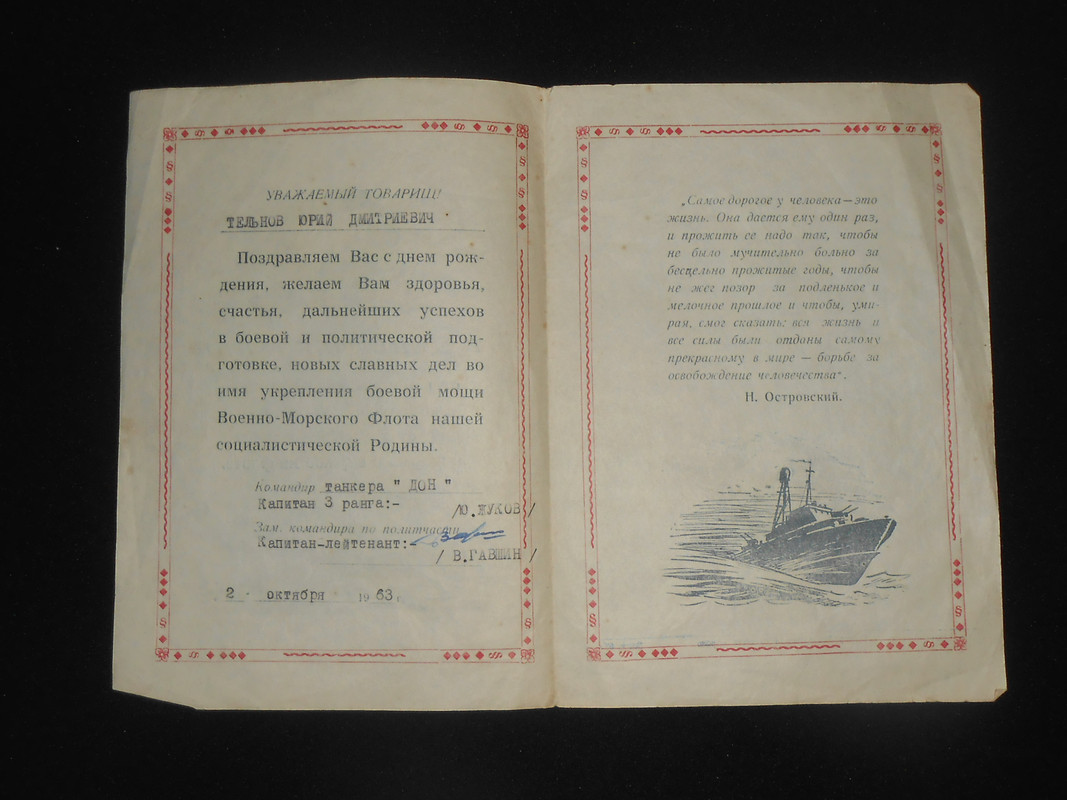 УВАЖАЕМЫЙ ТОВАРИЩ!
ТЕЛЬНОВ ЮРИЙ ДМИТРИЕВИЧ
Поздравляем Вас с днем рож-
дения, желаем Вам здоровья,
счастья, дальнейших успехов
в боевой и политической под-
готовке, новых славных дел во
имя укрепления боевой мощи
Военно-Морского Флота нашей
социалистической Родины.
Командир танкера " ДОН "
Капитан 3 ранга:-
/Ю.ЖУКОВ/
Зам. командира по политчасти
Капитан-лейтенант:-
/ В.ГАВШИН /
2 октября 1963г
„Самое дорогое у человека — это
жизнь. Она дается ему один раз,
и прожить ее надо так, чтобы
не было мучительно больно за
бесцельно прожитые годы, чтобы
не жег позор за подленькое и
мелочное прошлое и чтобы, уми-
рая, смог сказать: вся жизнь и
все силы были отданы самому
прекрасному в мире — борьбе за
освобождение человечества".
Н. Островский.